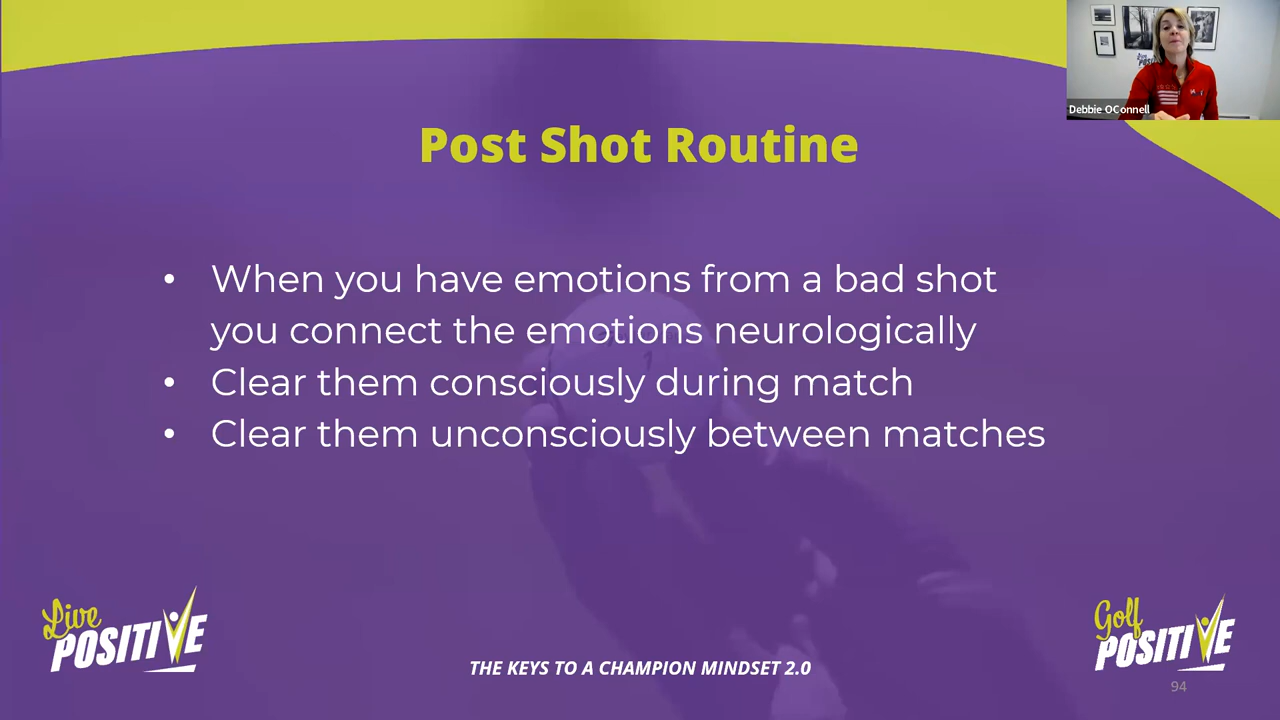 Debbie OConnell
Post Shot Routine
• When you have emotions from a bad shot
you connect the emotions neurologically
• Clear them consciously during match
• Clear them unconsciously between matches
Live
POSITIVE
THE KEYS TO A CHAMPION MINDSET 2.0
Golf
POSITIVE
94